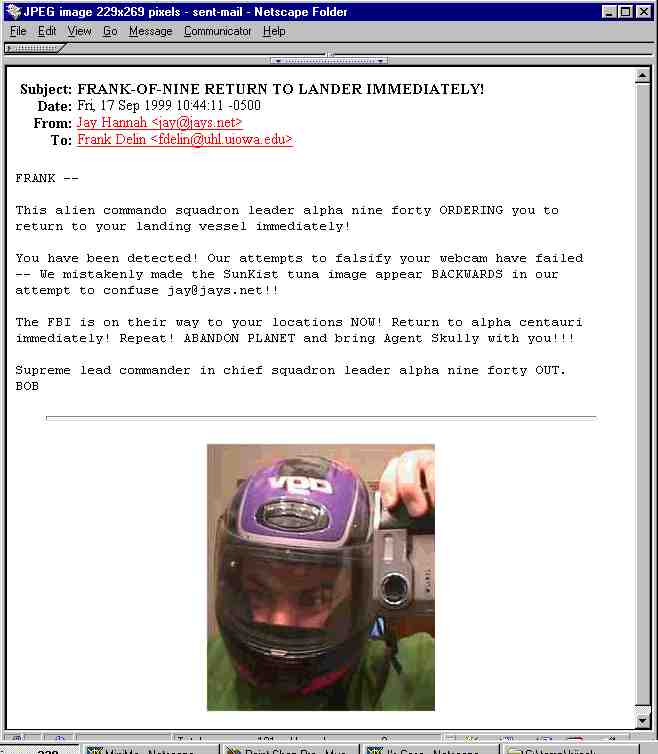 JPEG image 229x269 pixels - sent-mail - Netscape Folder
File Edit View Go Message Communicator Help
Subject: FRANK-OF-NINE RETURN TO LANDER IMMEDIATELY!
Date: Fri, 17 Sep 1999 10:44:11 -0500
From: Jay Hannah <jay@jays.net>
To: Frank Delin <fdelin@uhl.uiowa.edu>
FRANK --
This alien commando squadron leader alpha nine forty ORDERING you to
return to your landing vessel immediately!
You have been detected! Our attempts to falsify your webcam have failed
-- We mistakenly made the SunKist tuna image appear BACKWARDS in our
attempt to confuse jay@jays.net!!
The FBI is on their way to your locations NOW! Return to alpha centauri
immediately! Repeat! ABANDON PLANET and bring Agent Skully with you!!!
Supreme lead commander in chief squadron leader alpha nine forty OUT.
BOB